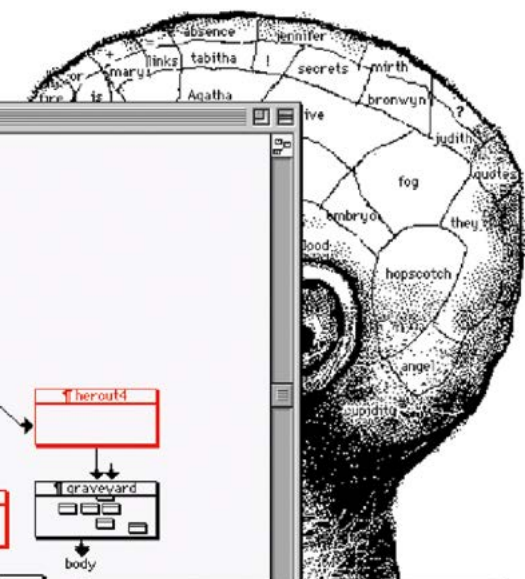 absence
jennifer
+
=
or
mary
links
tabitha
!
secrets
mirth
fire
is
Agatha
bronwyn
?
ive
judith
fog
quotes
embryo
they
lood
hopscotch
angel
cupidity
¶ herout4
¶ graveyard
body